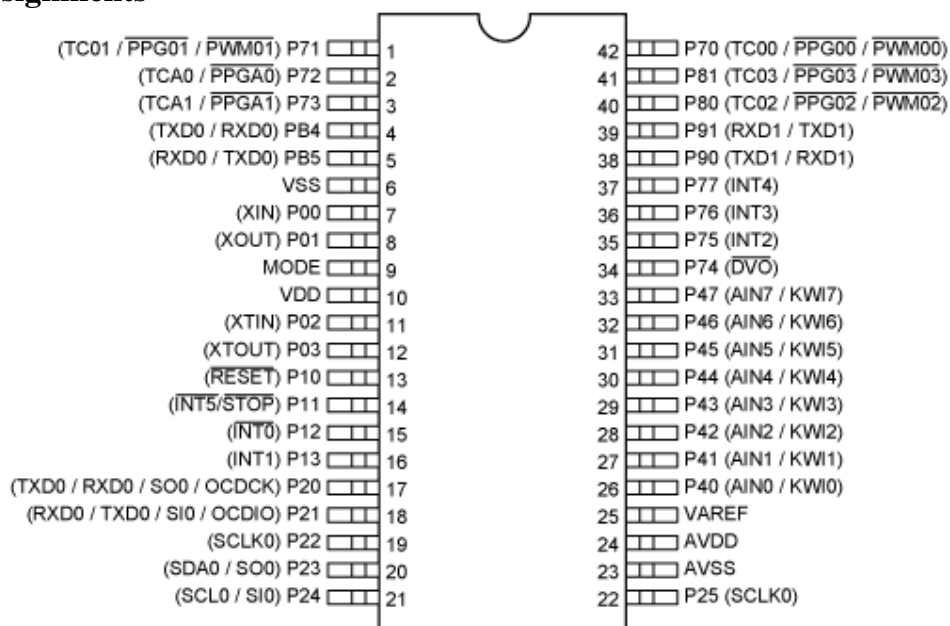 signments
(TC01 / PPG01 / PWM01) P71 1 42 P70 (TC00 / PPG00 / PWM00)
(TCA0 / PPGA0) P72 2 41 P81 (TC03 / PPG03 / PWM03)
(TCA1 / PPGA1) P73 3 40 P80 (TC02 / PPG02 / PWM02)
(TXD0 / RXD0) PB4 4 39 P91 (RXD1 / TXD1)
(RXD0 / TXD0) PB5 5 38 P90 (TXD1 / RXD1)
VSS 6 37 P77 (INT4)
(XIN) P00 7 36 P76 (INT3)
(XOUT) P01 8 35 P75 (INT2)
MODE 9 34 P74 (DVO)
VDD 10 33 P47 (AIN7 / KWI7)
(XTIN) P02 11 32 P46 (AIN6 / KWI6)
(XTOUT) P03 12 31 P45 (AIN5 / KWI5)
(RESET) P10 13 30 P44 (AIN4 / KWI4)
(INT5/STOP) P11 14 29 P43 (AIN3 / KWI3)
(INT0) P12 15 28 P42 (AIN2 / KWI2)
(INT1) P13 16 27 P41 (AIN1 / KWI1)
(TXD0 / RXD0 / SO0 / OCDCK) P20 17 26 P40 (AIN0 / KWI0)
(RXD0 / TXD0 / SI0 / OCDIO) P21 18 25 VAREF
(SCLK0) P22 19 24 AVDD
(SDA0 / SO0) P23 20 23 AVSS
(SCL0 / SI0) P24 21 22 P25 (SCLK0)